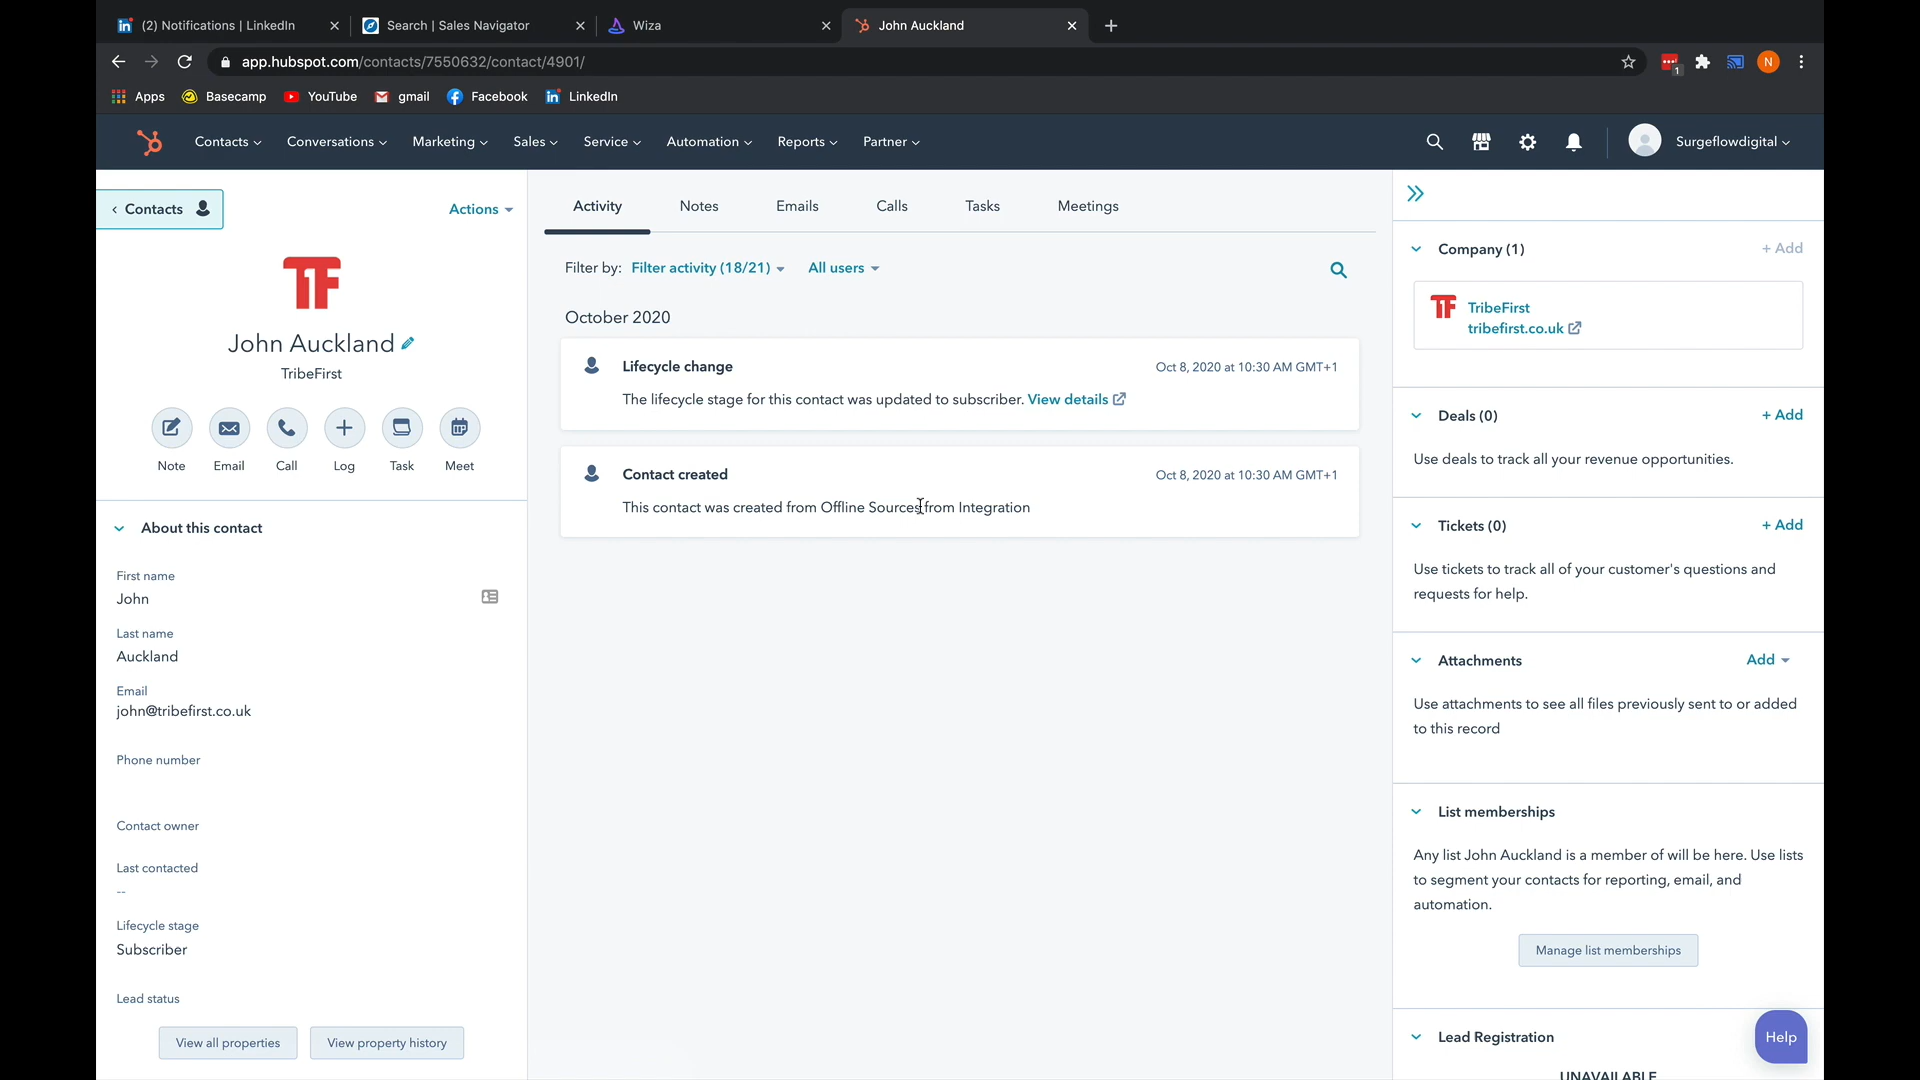 (2) Notifications | LinkedIn
Search | Sales Navigator
Wiza
John Auckland
app.hubspot.com/contacts/7550632/contact/4901/
1
N
Apps
Basecamp
YouTube
gmail
Facebook
LinkedIn
Contacts
Conversations
Marketing
Sales
Service
Automation
Reports
Partner
Surgeflowdigital
Contacts
Actions
TF
John Auckland
TribeFirst
Note
Email
Call
Log
Task
Meet
About this contact
First name
John
Last name
Auckland
Email
john@tribefirst.co.uk
Phone number
Contact owner
Last contacted
--
Lifecycle stage
Subscriber
Lead status
View all properties
View property history
Activity
Notes
Emails
Calls
Tasks
Meetings
Filter by: Filter activity (18/21) All users
October 2020
Lifecycle change
Oct 8, 2020 at 10:30 AM GMT+1
The lifecycle stage for this contact was updated to subscriber. View details
Contact created
Oct 8, 2020 at 10:30 AM GMT+1
This contact was created from Offline Sources from Integration
Company (1)
+ Add
TF
TribeFirst
tribefirst.co.uk
Deals (0)
+ Add
Use deals to track all your revenue opportunities.
Tickets (0)
+ Add
Use tickets to track all of your customer's questions and
requests for help.
Attachments
Add
Use attachments to see all files previously sent to or added
to this record
List memberships
Any list John Auckland is a member of will be here. Use lists
to segment your contacts for reporting, email, and
automation.
Manage list memberships
Lead Registration
UNAVAILABLE
Help